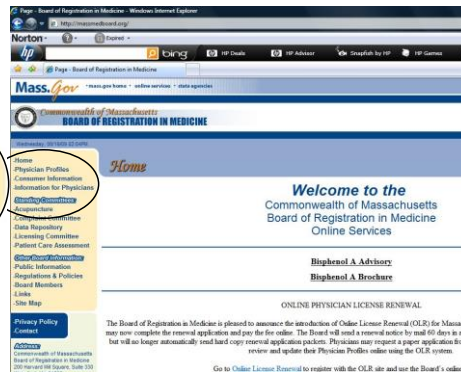 Page - Board of Registration in Medicine - Windows Internet Explorer
http://massmedboard.org/
Norton
Expired
hp
bing
HP Deals
HP Advisor
Snapfish by HP
HP Games
Page - Board of Registration in Medicine
Mass.Gov
mass.gov home • online services • state agencies
Commonwealth of Massachusetts
BOARD OF REGISTRATION IN MEDICINE
Home
Physician Profiles
Consumer Information
Information for Physicians
Standing Committees:
Acupuncture
Complaint Committee
Data Repository
Licensing Committee
Patient Care Assessment
Other Board Information:
Public Information
Regulations & Policies
Board Members
Links
Site Map
Privacy Policy
Contact
Address:
Commonwealth of Massachusetts
Board of Registration in Medicine
200 Harvard Mill Square, Suite 330
Home
Welcome to the
Commonwealth of Massachusetts
Board of Registration in Medicine
Online Services
Bisphenol A Advisory
Bisphenol A Brochure
ONLINE PHYSICIAN LICENSE RENEWAL
The Board of Registration in Medicine is pleased to announce the introduction of Online License Renewal (OLR) for Massa
may now complete the renewal application and pay the fee online. The Board will send a renewal notice by mail 60 days in a
but will no longer automatically send hard copy renewal application packets. Physicians may request a paper application fro
review and update their Physician Profiles online using the OLR system.
Go to Online License Renewal to register with the OLR site and use the Board's online